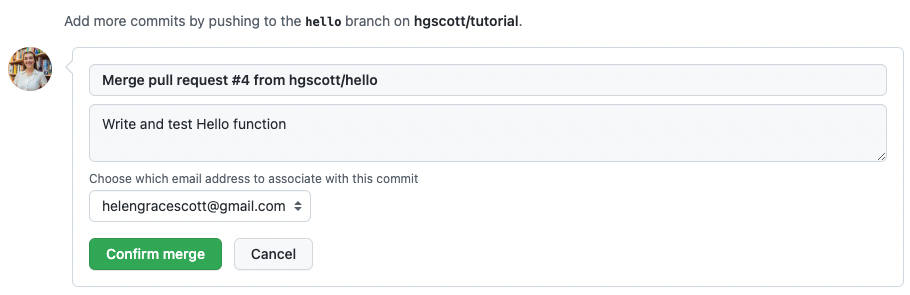 Add more commits by pushing to the hello branch on hgscott/tutorial.
Merge pull request #4 from hgscott/hello
Write and test Hello function
Choose which email address to associate with this commit
helengracescott@gmail.com
Confirm merge
Cancel